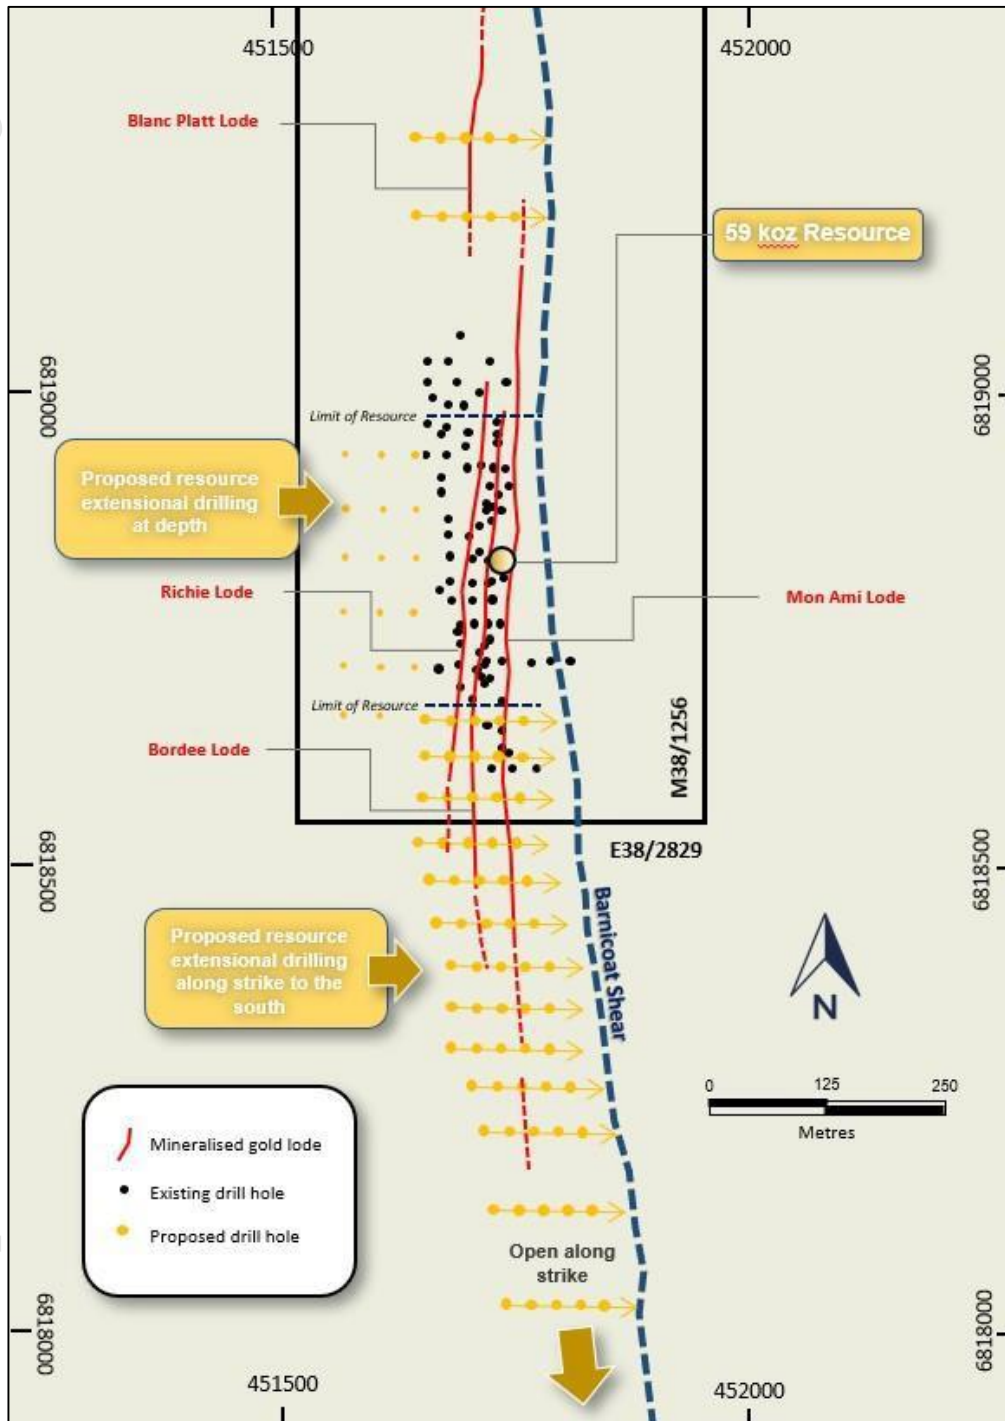 451500
452000
Blanc Platt Lode
59 koz Resource
6819000
6819000
Limit of Resource
Proposed resource
extensional drilling
at depth
Richie Lode
Mon Ami Lode
Limit of Resource
Bordee Lode
M38/1256
E38/2829
6818500
6818500
Barnicoat Shear
Proposed resource
extensional drilling
along strike to the
south
N
0 125 250
Metres
Mineralised gold lode
Existing drill hole
Proposed drill hole
Open along
strike
6818000
6818000
451500
452000